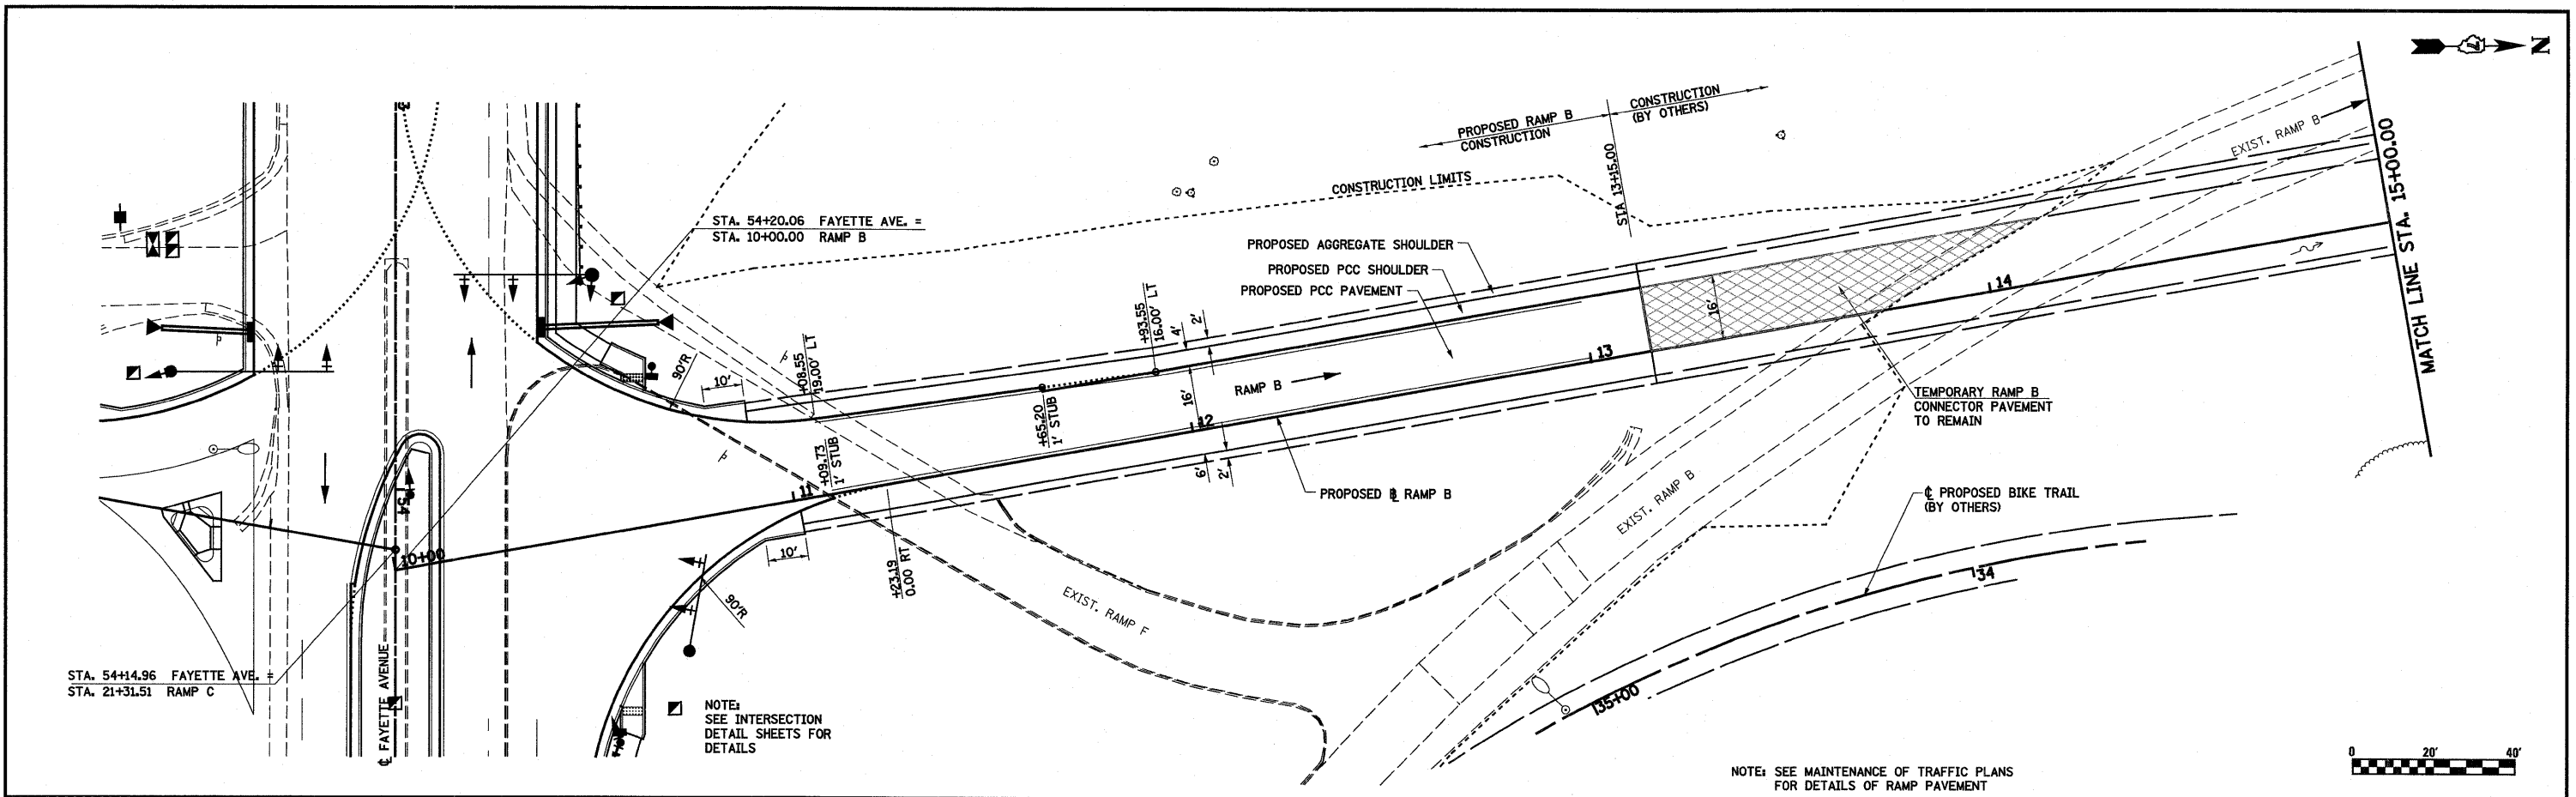 N
PROPOSED RAMP B
CONSTRUCTION
CONSTRUCTION
(BY OTHERS)
STA 13+15.00
EXIST. RAMP B
MATCH LINE STA. 15+00.00
CONSTRUCTION LIMITS
STA. 54+20.06 FAYETTE AVE. =
STA. 10+00.00 RAMP B
PROPOSED AGGREGATE SHOULDER
PROPOSED PCC SHOULDER
PROPOSED PCC PAVEMENT
+93.55
16.00' LT
4'
2'
16'
14
13
+08.55
19.00' LT
90'R
10'
RAMP B
16'
+65.20
1' STUB
12
TEMPORARY RAMP B
CONNECTOR PAVEMENT
TO REMAIN
+09.73
1' STUB
6'
2'
11
PROPOSED ℄ RAMP B
EXIST. RAMP B
℄ PROPOSED BIKE TRAIL
(BY OTHERS)
54
10+00
10'
+23.19
0.00 RT
90'R
EXIST. RAMP F
34
135+00
STA. 54+14.96 FAYETTE AVE. =
STA. 21+31.51 RAMP C
℄ FAYETTE AVENUE
NOTE:
SEE INTERSECTION
DETAIL SHEETS FOR
DETAILS
NOTE: SEE MAINTENANCE OF TRAFFIC PLANS
FOR DETAILS OF RAMP PAVEMENT
0 20' 40'